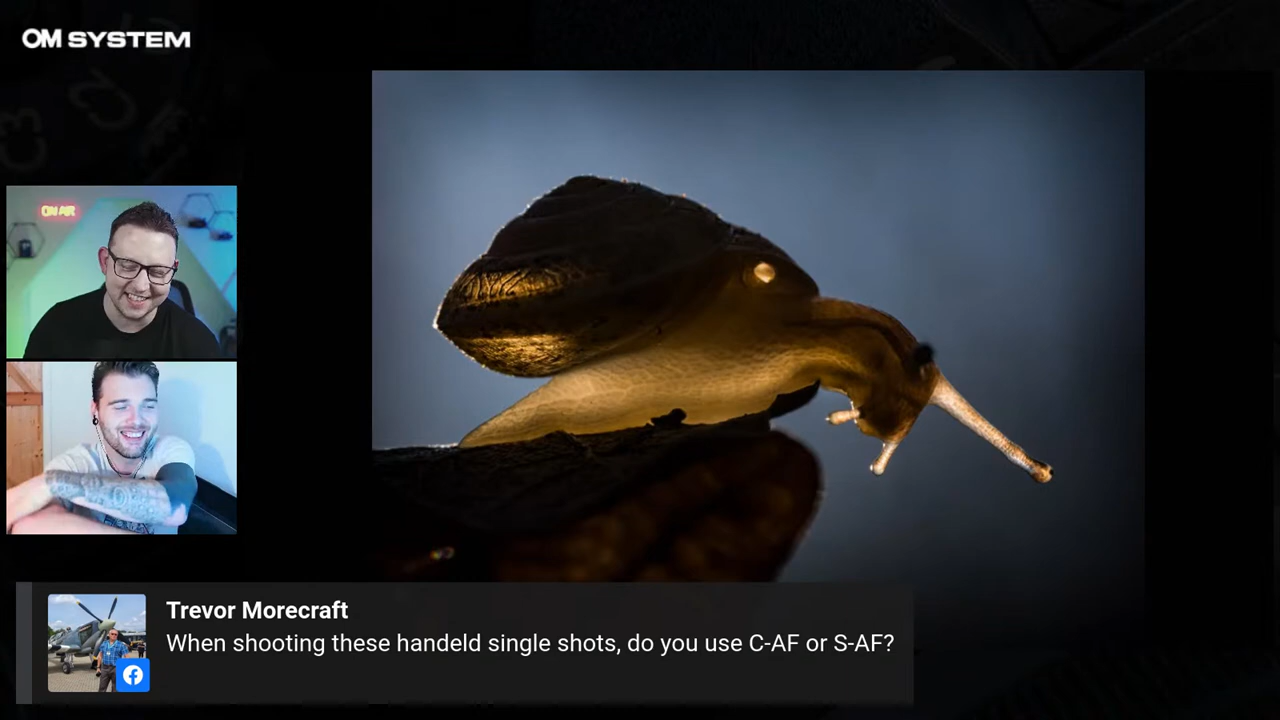 OM SYSTEM
ON AIR
Trevor Morecraft
When shooting these handeld single shots, do you use C-AF or S-AF?